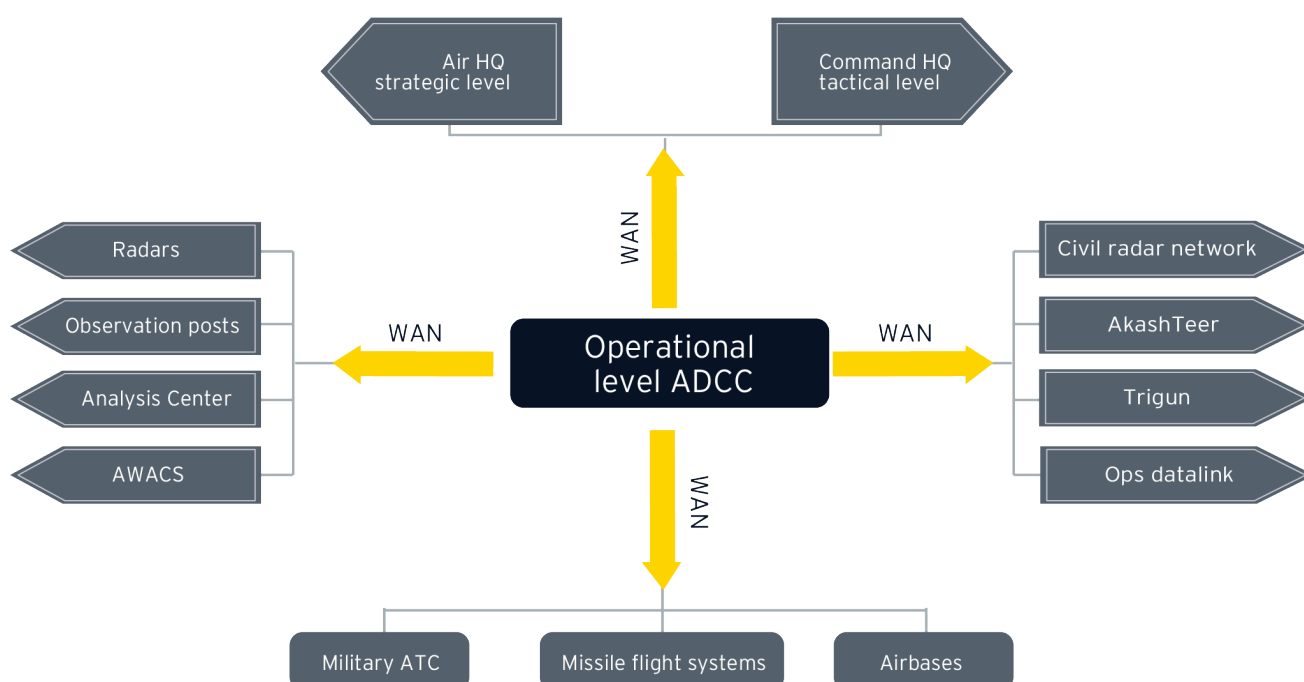 Air HQ
strategic level
Command HQ
tactical level
WAN
Radars
Observation posts
Analysis Center
AWACS
WAN
Operational
level ADCC
WAN
Civil radar network
AkashTeer
Trigun
Ops datalink
WAN
Military ATC
Missile flight systems
Airbases